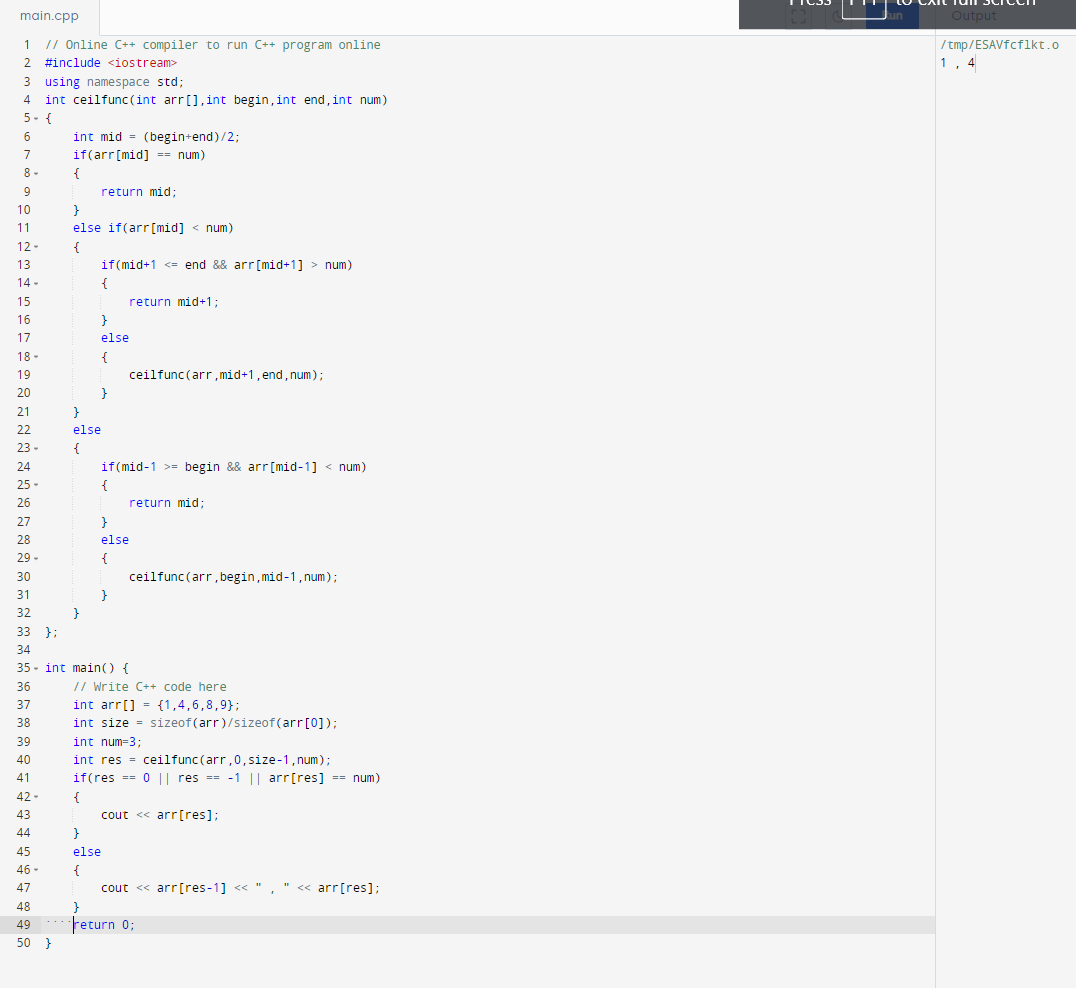 main.cpp
Press F11 to exit full screen
Run
Output
1 // Online C++ compiler to run C++ program online
2 #include <iostream>
3 using namespace std;
4 int ceilfunc(int arr[],int begin,int end,int num)
5 {
6     int mid = (begin+end)/2;
7     if(arr[mid] == num)
8     {
9         return mid;
10     }
11     else if(arr[mid] < num)
12     {
13         if(mid+1 <= end && arr[mid+1] > num)
14         {
15             return mid+1;
16         }
17         else
18         {
19             ceilfunc(arr,mid+1,end,num);
20         }
21     }
22     else
23     {
24         if(mid-1 >= begin && arr[mid-1] < num)
25         {
26             return mid;
27         }
28         else
29         {
30             ceilfunc(arr,begin,mid-1,num);
31         }
32     }
33 };
34
35 int main() {
36     // Write C++ code here
37     int arr[] = {1,4,6,8,9};
38     int size = sizeof(arr)/sizeof(arr[0]);
39     int num=3;
40     int res = ceilfunc(arr,0,size-1,num);
41     if(res == 0 || res == -1 || arr[res] == num)
42     {
43         cout << arr[res];
44     }
45     else
46     {
47         cout << arr[res-1] << " , " << arr[res];
48     }
49     return 0;
50 }
/tmp/ESAVfcflkt.o
1 , 4